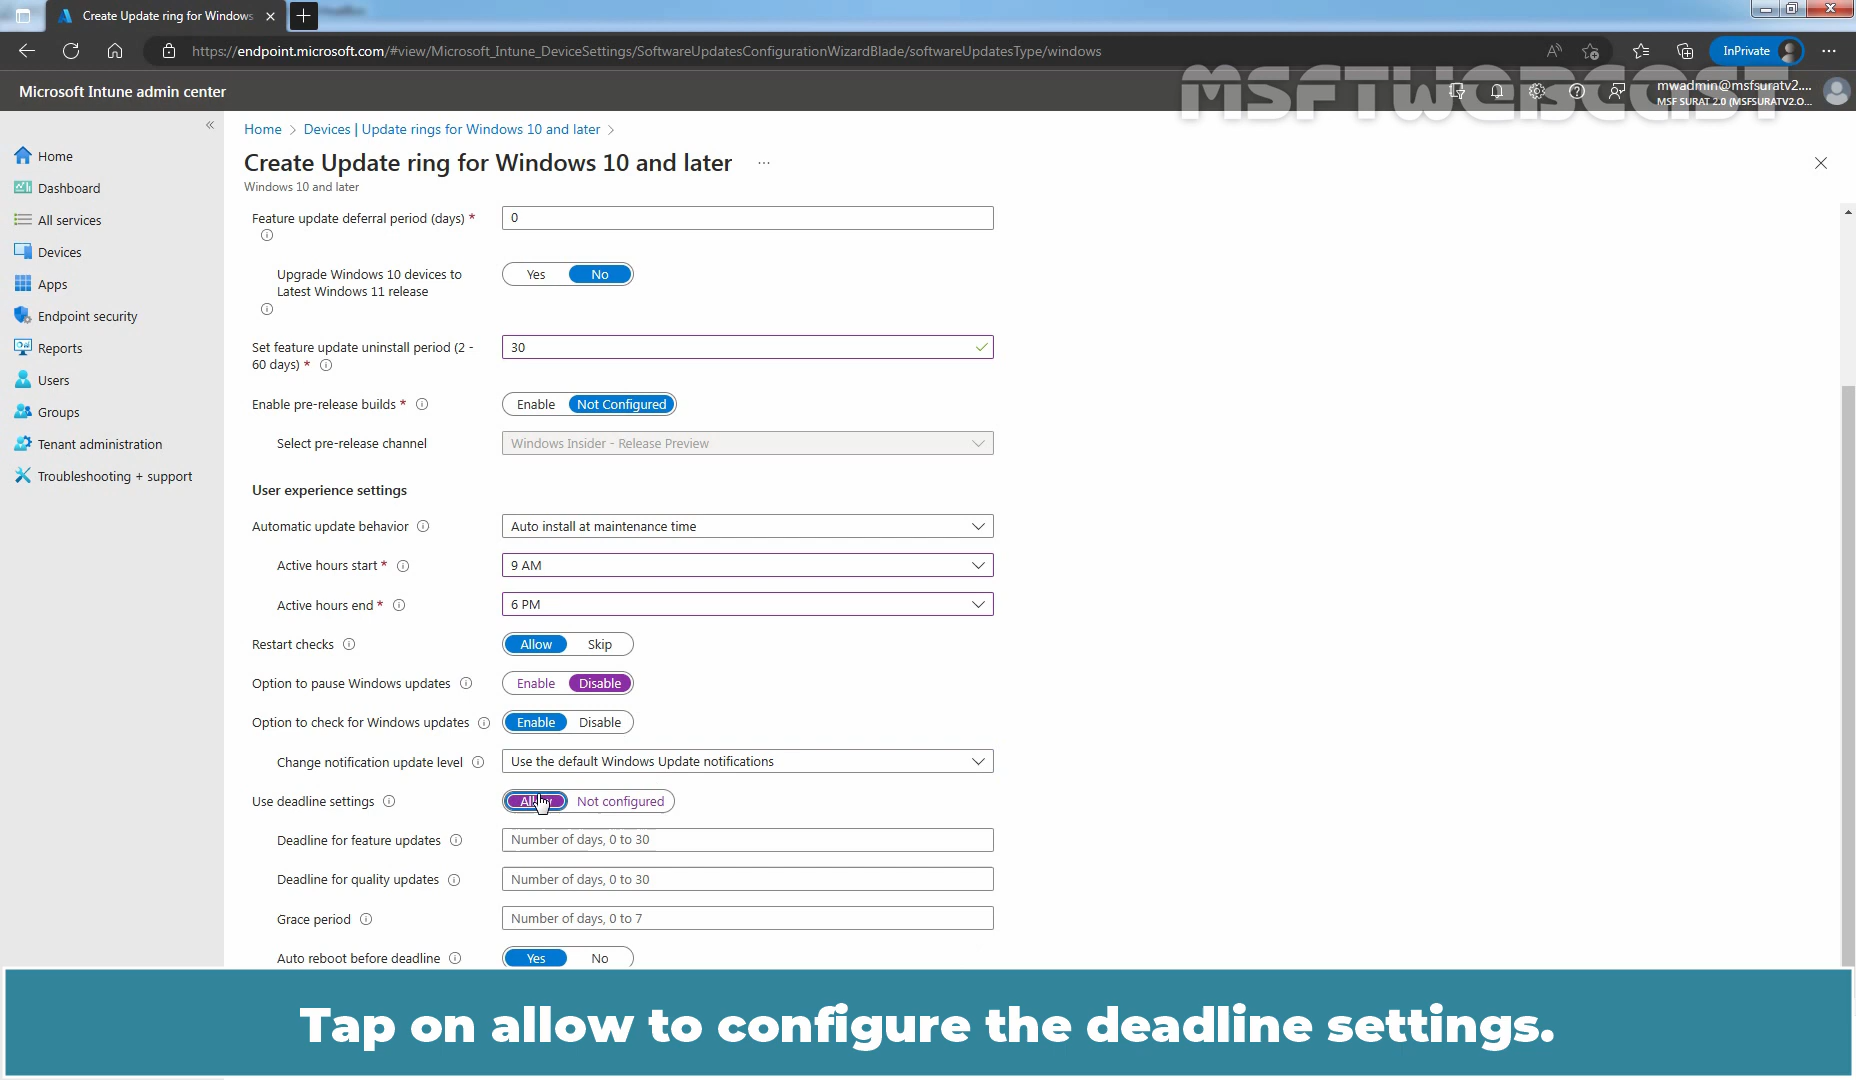 Create Update ring for Windows
https://endpoint.microsoft.com/#view/Microsoft_Intune_DeviceSettings/SoftwareUpdatesConfigurationWizardBlade/softwareUpdatesType/windows
InPrivate
Microsoft Intune admin center
mwadmin@msfsuratv2....
MSF SURAT 2.0 (MSFSURATV2.O...
MSFTWEBCAST
Home
Dashboard
All services
Devices
Apps
Endpoint security
Reports
Users
Groups
Tenant administration
Troubleshooting + support
Home > Devices | Update rings for Windows 10 and later >
Create Update ring for Windows 10 and later ...
Windows 10 and later
Feature update deferral period (days) * 0
Upgrade Windows 10 devices to Yes No
Latest Windows 11 release
Set feature update uninstall period (2 - 30
60 days) *
Enable pre-release builds * Enable Not Configured
Select pre-release channel Windows Insider - Release Preview
User experience settings
Automatic update behavior Auto install at maintenance time
Active hours start * 9 AM
Active hours end * 6 PM
Restart checks Allow Skip
Option to pause Windows updates Enable Disable
Option to check for Windows updates Enable Disable
Change notification update level Use the default Windows Update notifications
Use deadline settings Allow Not configured
Deadline for feature updates Number of days, 0 to 30
Deadline for quality updates Number of days, 0 to 30
Grace period Number of days, 0 to 7
Auto reboot before deadline Yes No
Tap on allow to configure the deadline settings.